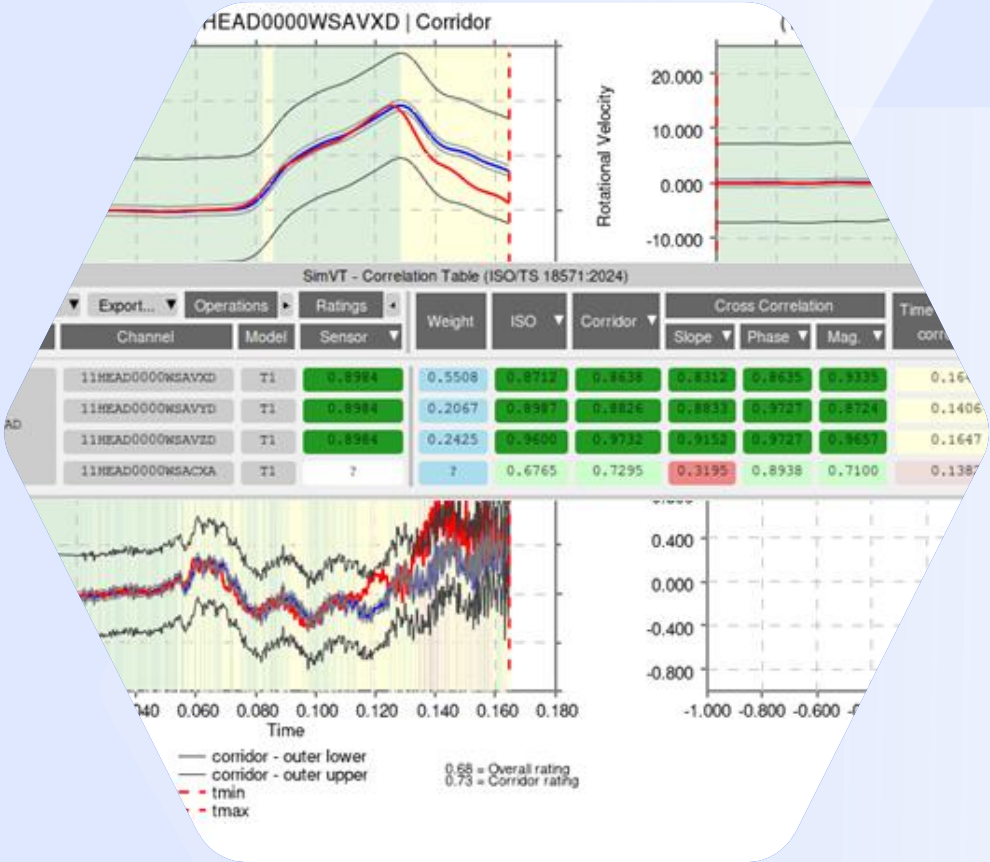 HEAD0000WSAVXD | Corridor
Rotational Velocity
20.000
10.000
0.000
-10.000
SimVT - Correlation Table (ISO/TS 18571:2024)
Export... Operations Ratings Weight ISO Corridor Cross Correlation Time
Channel Model Sensor Slope Phase Mag.
11HEAD0000WSAVXD T1 0.8984 0.5508 0.8712 0.8638 0.8312 0.8635 0.9335 0.164
11HEAD0000WSAVYD T1 0.8984 0.2067 0.8987 0.8826 0.8833 0.9727 0.8724 0.1406
AD
11HEAD0000WSAVZD T1 0.8984 0.2425 0.9600 0.9732 0.9152 0.9727 0.9657 0.1647
11HEAD0000WSACXA T1 ? ? 0.6765 0.7295 0.3195 0.8938 0.7100 0.138
0.400
0.000
-0.400
-0.800
040 0.060 0.080 0.100 0.120 0.140 0.160 0.180
Time
-1.000 -0.800 -0.600
corridor - outer lower
corridor - outer upper
tmin
tmax
0.68 = Overall rating
0.73 = Corridor rating